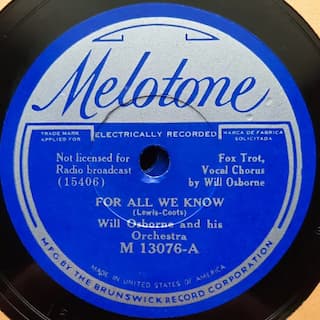 Melotone
TRADE MARK
APPLIED FOR
ELECTRICALLY RECORDED
MARCA DE FABRICA
SOLICITADA
Not licensed for
Radio broadcast
(15406)
Fox Trot,
Vocal Chorus
by Will Osborne
FOR ALL WE KNOW
(Lewis-Coots)
Will Osborne and his
Orchestra
M 13076-A
MADE IN UNITED STATES OF AMERICA
MF'G BY THE BRUNSWICK RECORD CORPORATION